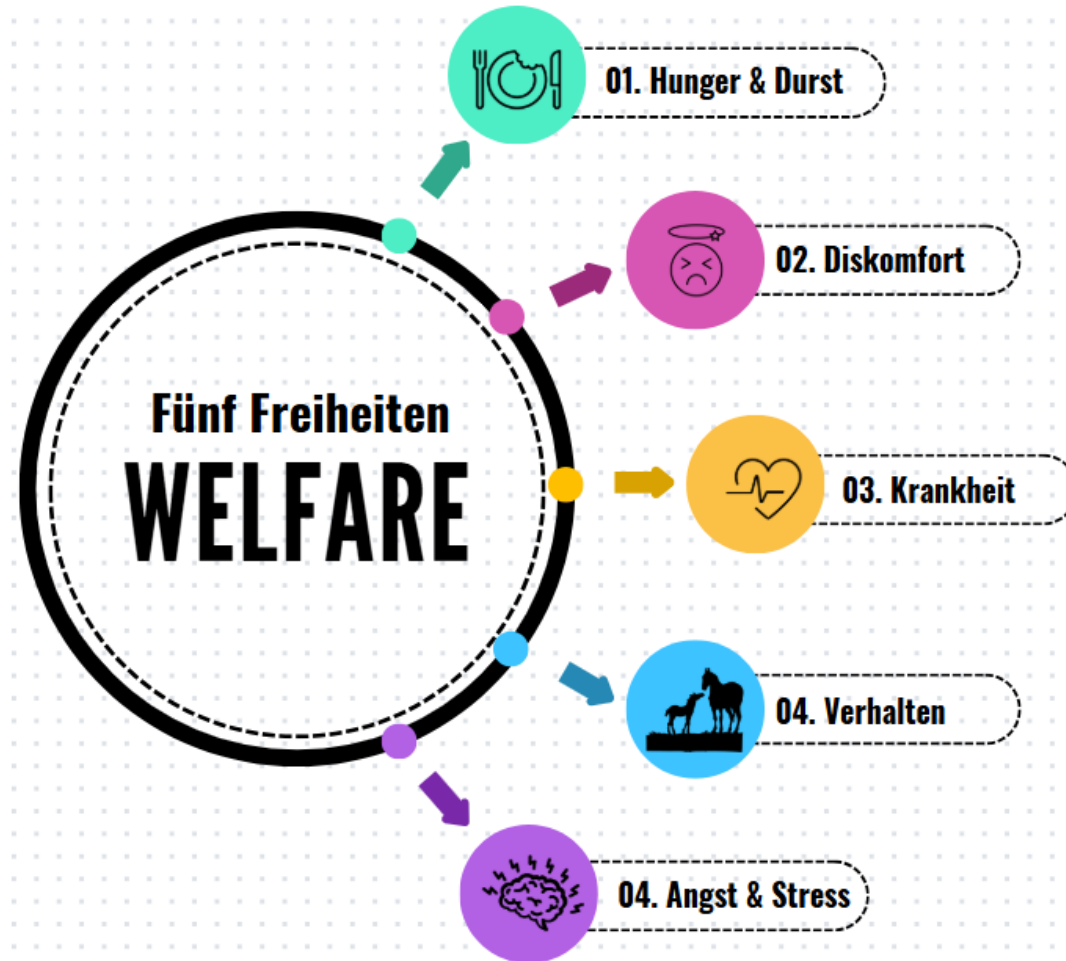 01. Hunger & Durst
02. Diskomfort
Fünf Freiheiten
WELFARE
03. Krankheit
04. Verhalten
04. Angst & Stress